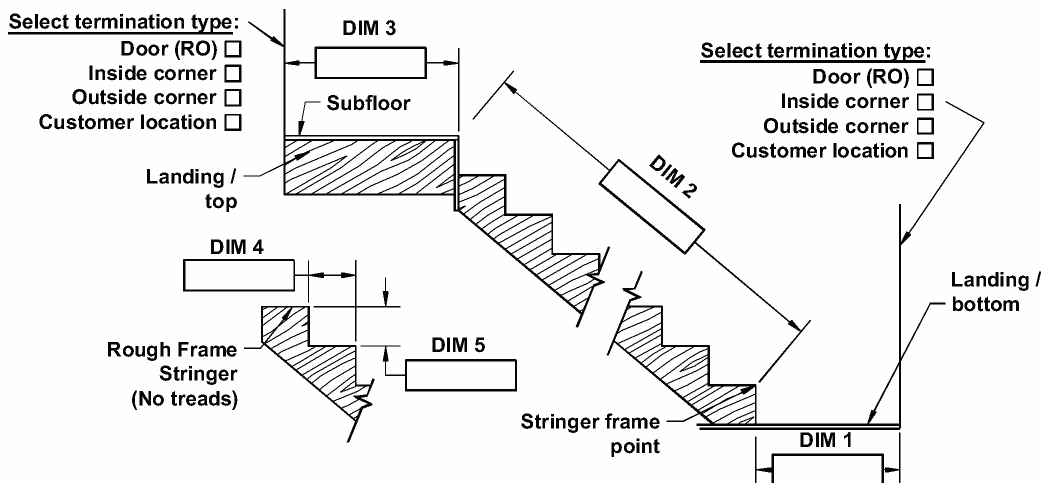 Select termination type:
Door (RO)
Inside corner
Outside corner
Customer location
DIM 3
Subfloor
Landing /
top
DIM 2
Select termination type:
Door (RO)
Inside corner
Outside corner
Customer location
DIM 4
Rough Frame
Stringer
(No treads)
DIM 5
Landing /
bottom
Stringer frame
point
DIM 1